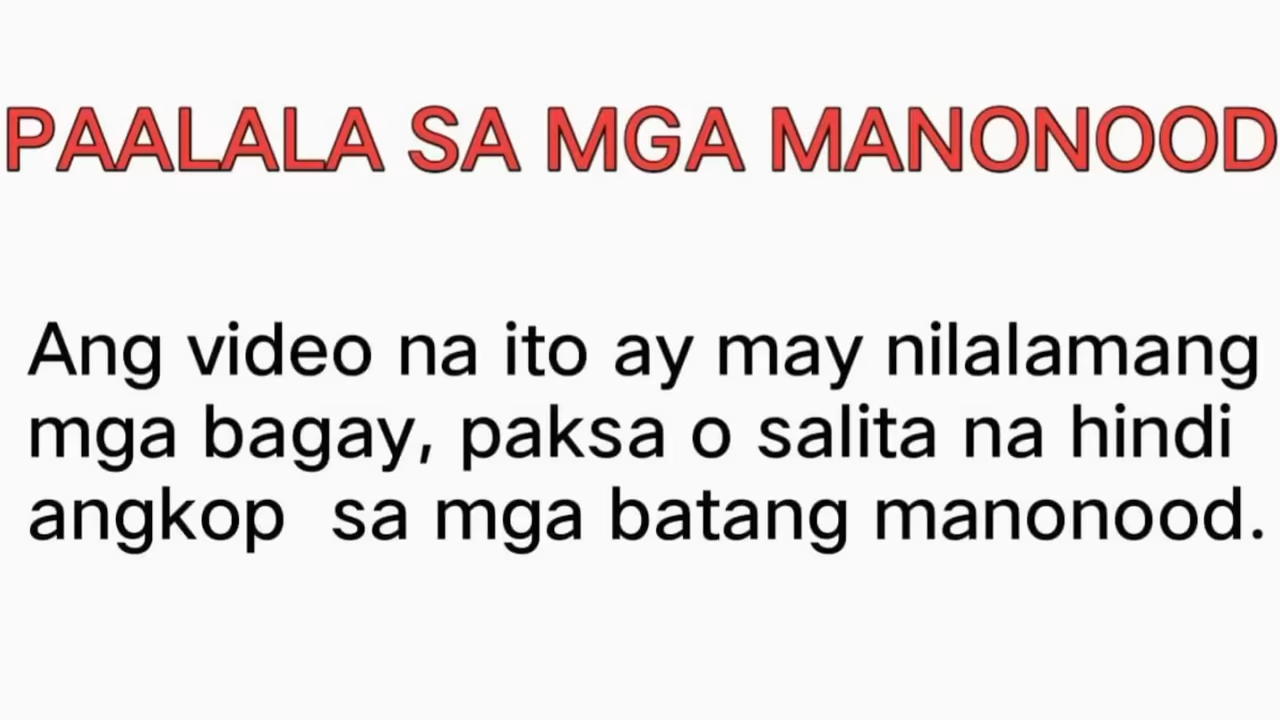 PAALALA SA MGA MANONOOD
Ang video na ito ay may nilalamang
mga bagay, paksa o salita na hindi
angkop  sa mga batang manonood.